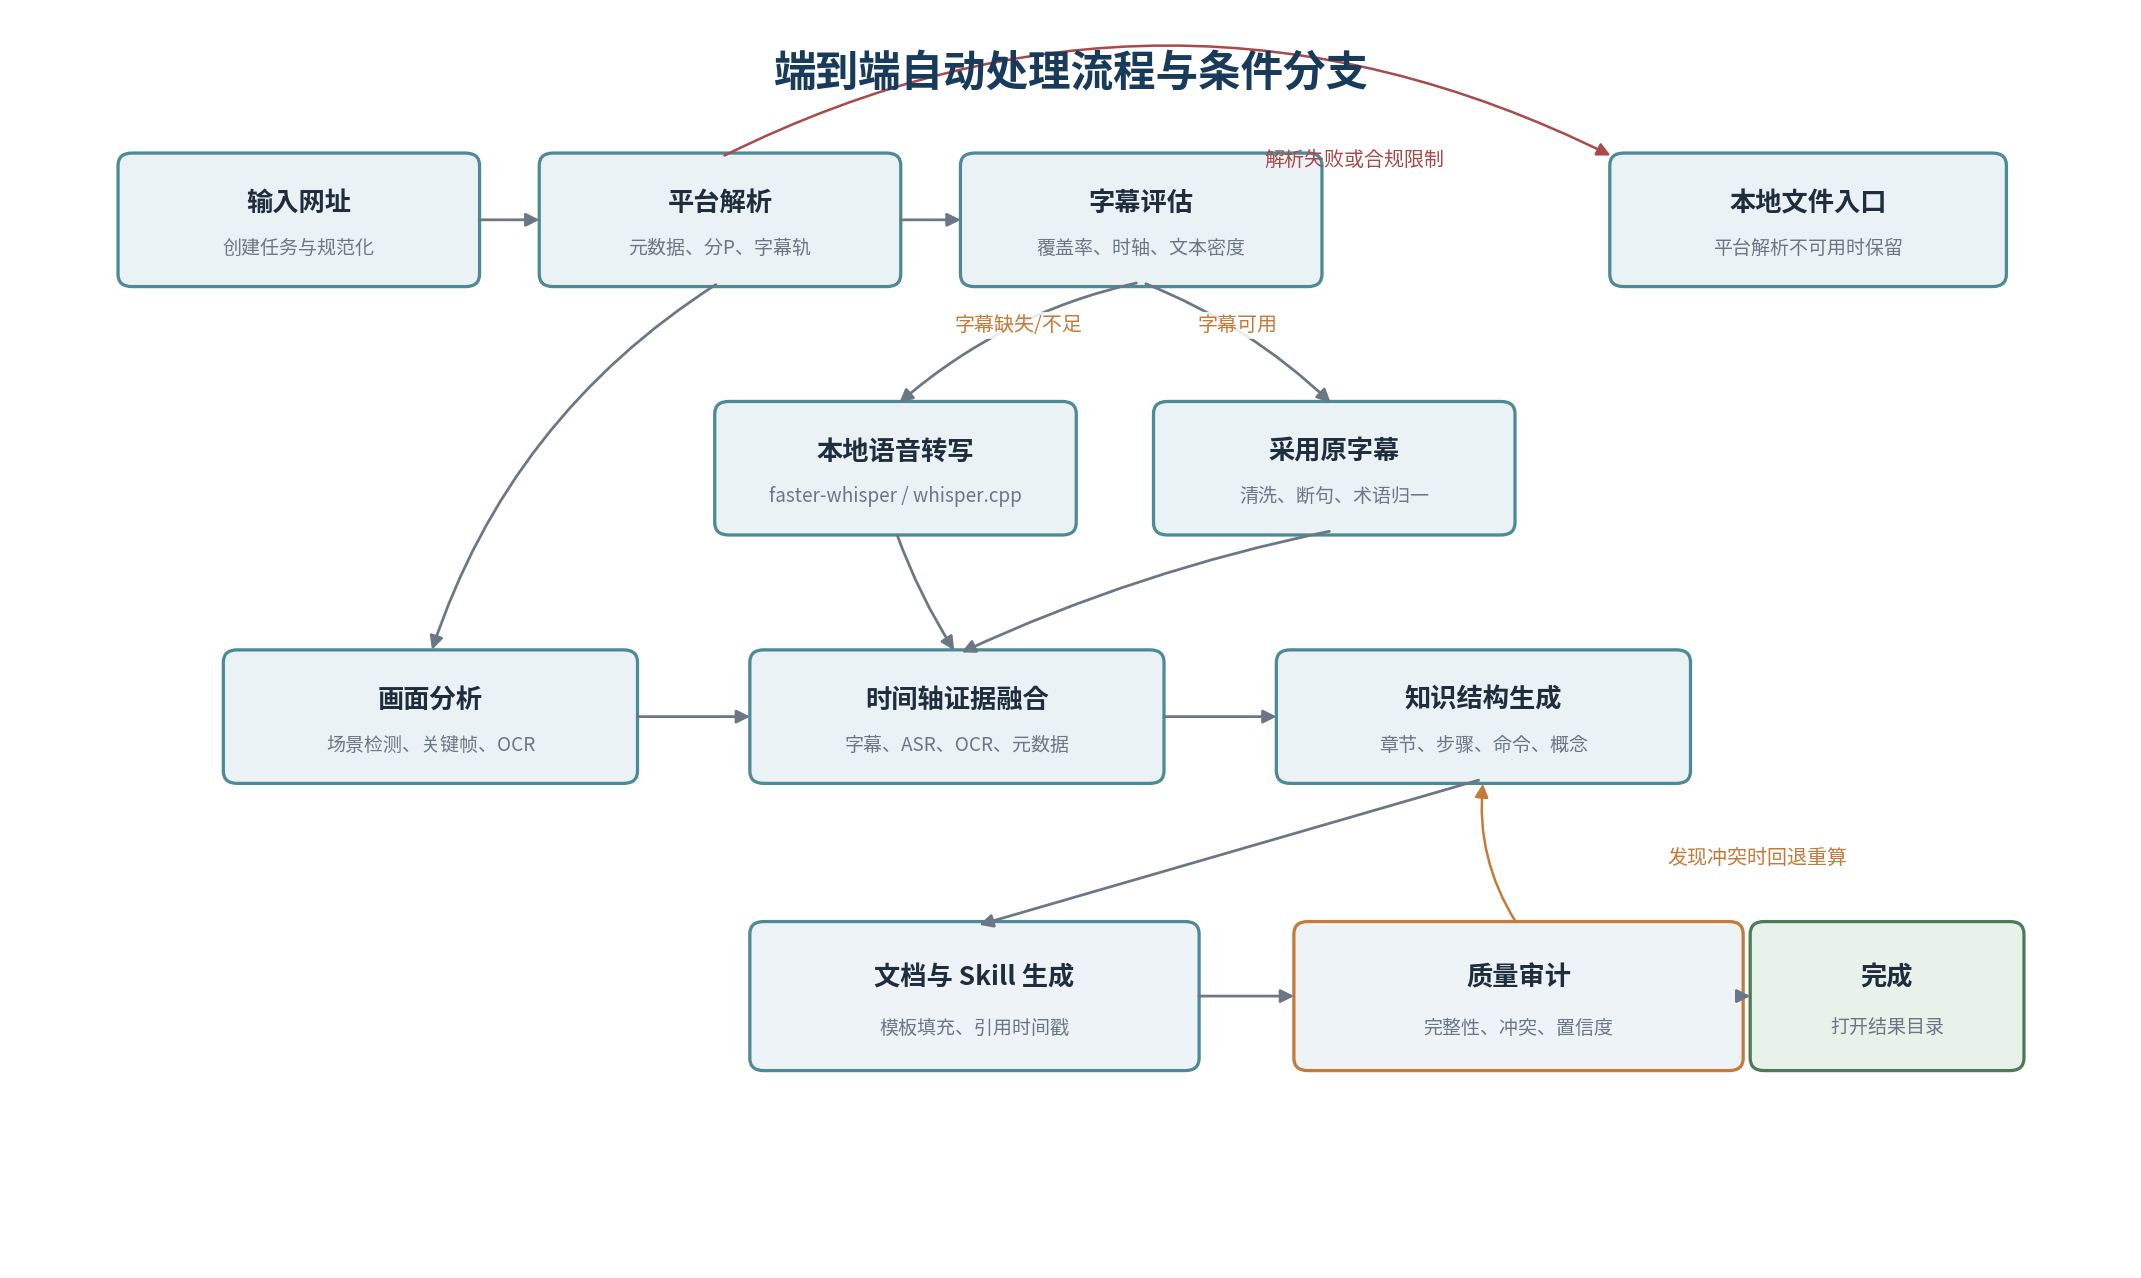 端到端自动处理流程与条件分支
解析失败或合规限制
输入网址
创建任务与规范化
平台解析
元数据、分P、字幕轨
字幕评估
覆盖率、时轴、文本密度
本地文件入口
平台解析不可用时保留
字幕缺失/不足
字幕可用
本地语音转写
faster-whisper / whisper.cpp
采用原字幕
清洗、断句、术语归一
画面分析
场景检测、关键帧、OCR
时间轴证据融合
字幕、ASR、OCR、元数据
知识结构生成
章节、步骤、命令、概念
发现冲突时回退重算
文档与 Skill 生成
模板填充、引用时间戳
质量审计
完整性、冲突、置信度
完成
打开结果目录